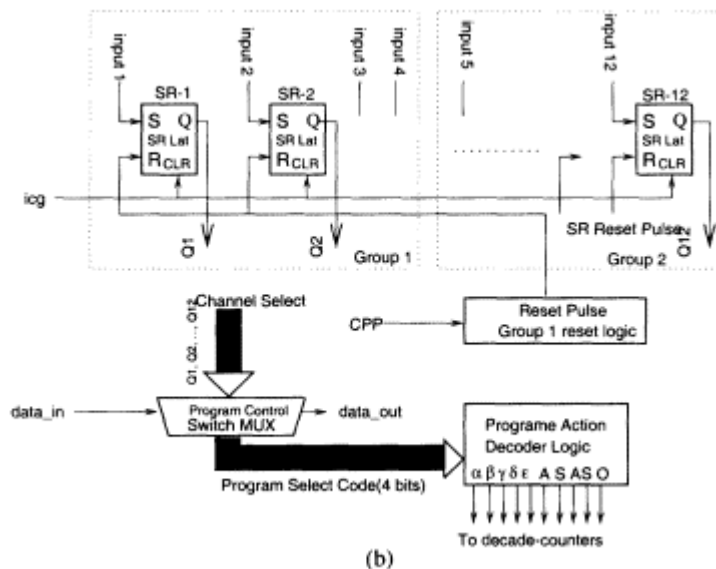 input 1
input 2
input 3
input 4
input 5
input 12
SR-1
SR-2
SR-12
S Q
SR Lat
R CLR
S Q
SR Lat
R CLR
S Q
SR Lat
R CLR
icg
Q1
Q2
Q12
SR Reset Pulse
Group 1
Group 2
Channel Select
Q1, Q2, ... , Q12
CPP
Reset Pulse
Group 1 reset logic
data_in
Program Control
Switch MUX
data_out
Programe Action
Decoder Logic
α β γ δ ε A S AS O
Program Select Code(4 bits)
To decade-counters
(b)